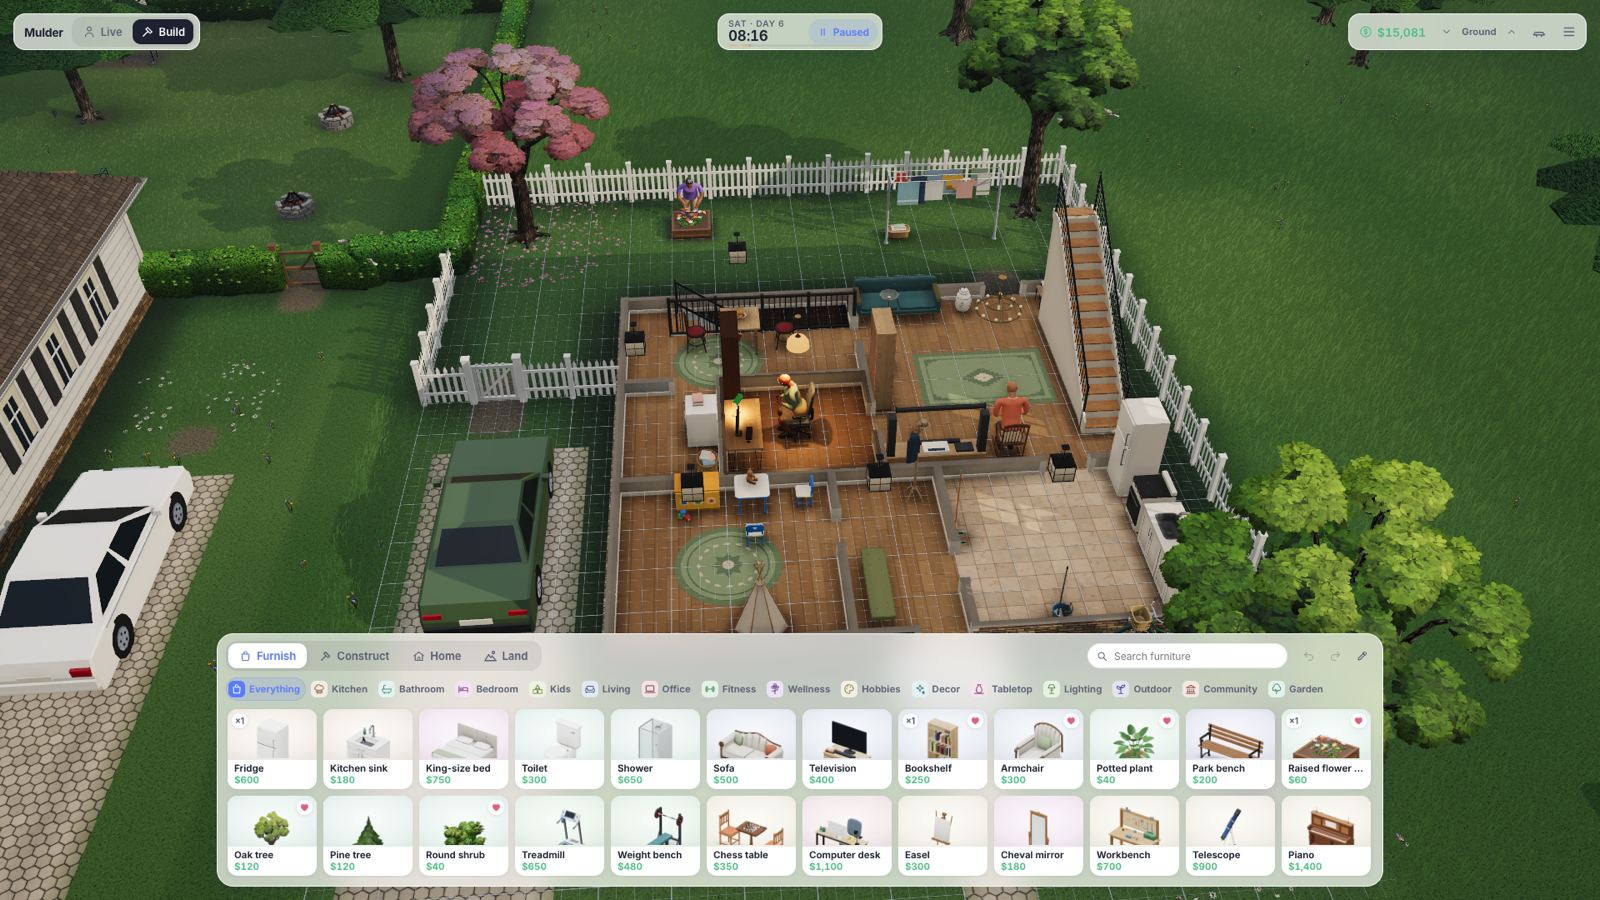 Mulder
Live
Build
SAT · DAY 6
08:16
Paused
$15,081
Ground
Furnish
Construct
Home
Land
Search furniture
Everything
Kitchen
Bathroom
Bedroom
Kids
Living
Office
Fitness
Wellness
Hobbies
Decor
Tabletop
Lighting
Outdoor
Community
Garden
×1
Fridge
$600
Kitchen sink
$180
King-size bed
$750
Toilet
$300
Shower
$650
Sofa
$500
Television
$400
×1
Bookshelf
$250
Armchair
$300
Potted plant
$40
Park bench
$200
×1
Raised flower ...
$60
Oak tree
$120
Pine tree
$120
Round shrub
$40
Treadmill
$650
Weight bench
$480
Chess table
$350
Computer desk
$1,100
Easel
$300
Cheval mirror
$180
Workbench
$700
Telescope
$900
Piano
$1,400